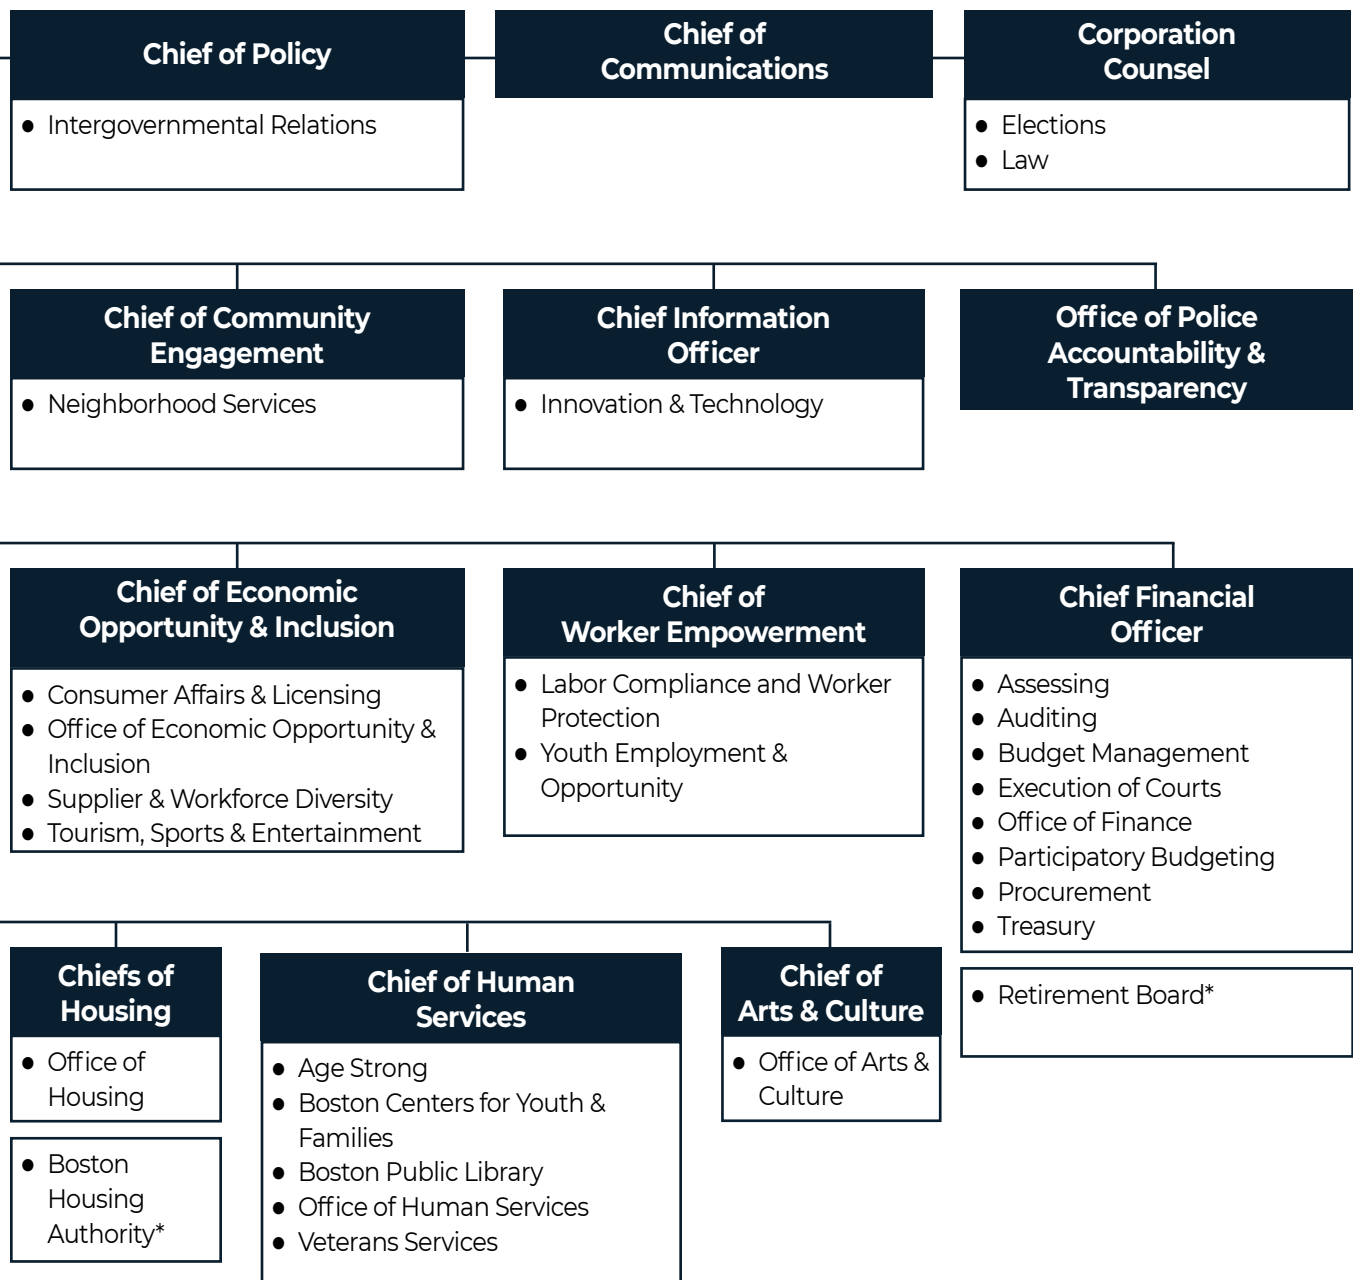 Chief of Policy
● Intergovernmental Relations
Chief of
Communications
Corporation
Counsel
● Elections
● Law
Chief of Community
Engagement
● Neighborhood Services
Chief Information
Officer
● Innovation & Technology
Office of Police
Accountability &
Transparency
Chief of Economic
Opportunity & Inclusion
● Consumer Affairs & Licensing
● Office of Economic Opportunity &
Inclusion
● Supplier & Workforce Diversity
● Tourism, Sports & Entertainment
Chief of
Worker Empowerment
● Labor Compliance and Worker
Protection
● Youth Employment &
Opportunity
Chief Financial
Officer
● Assessing
● Auditing
● Budget Management
● Execution of Courts
● Office of Finance
● Participatory Budgeting
● Procurement
● Treasury
● Retirement Board*
Chiefs of
Housing
● Office of
Housing
● Boston
Housing
Authority*
Chief of Human
Services
● Age Strong
● Boston Centers for Youth &
Families
● Boston Public Library
● Office of Human Services
● Veterans Services
Chief of
Arts & Culture
● Office of Arts &
Culture